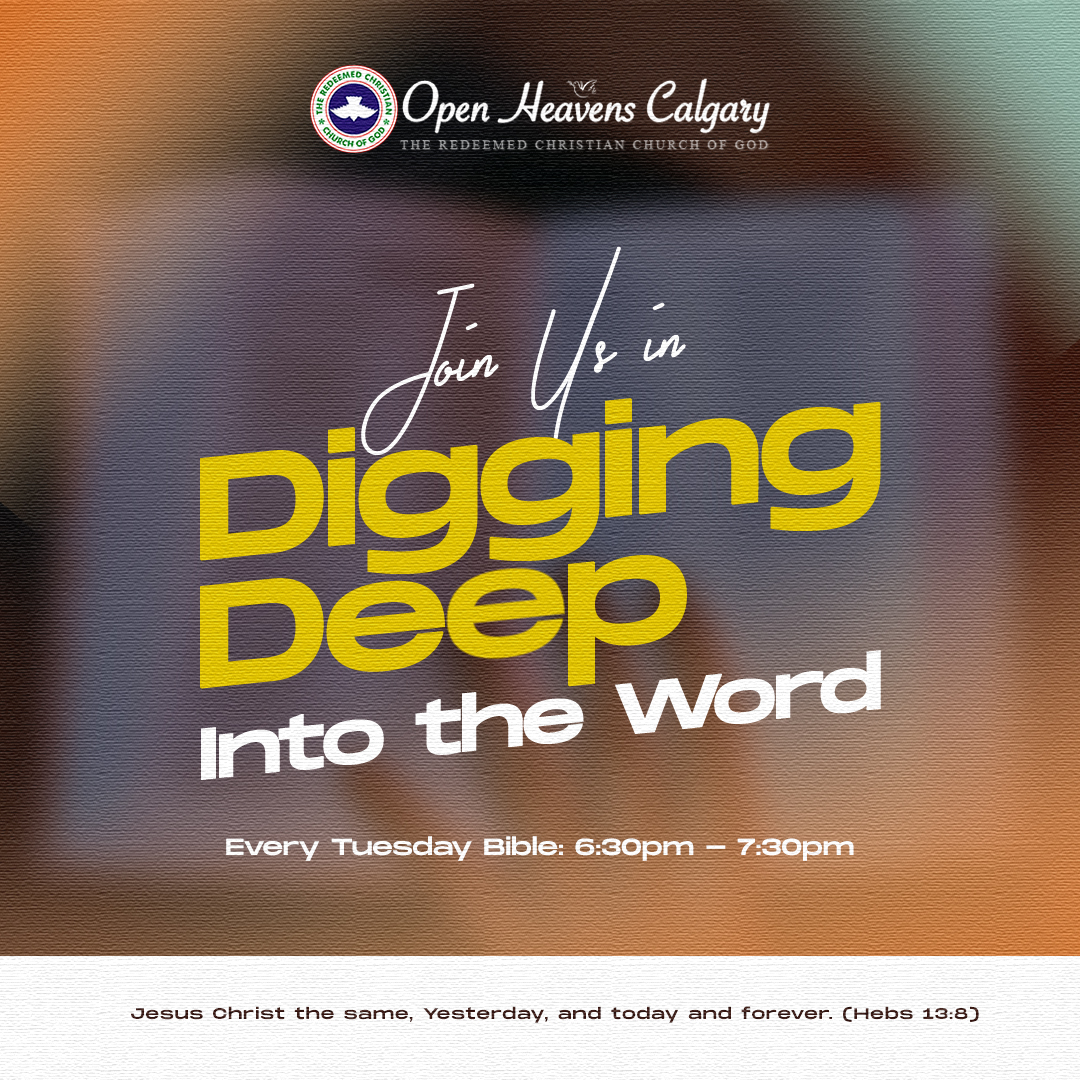 THE REDEEMED CHRISTIAN
CHURCH OF GOD
Open Heavens Calgary
THE REDEEMED CHRISTIAN CHURCH OF GOD
Join Us in
Digging
Deep
Into the Word
Every Tuesday Bible: 6:30pm – 7:30pm
Jesus Christ the same, Yesterday, and today and forever. (Hebs 13:8)